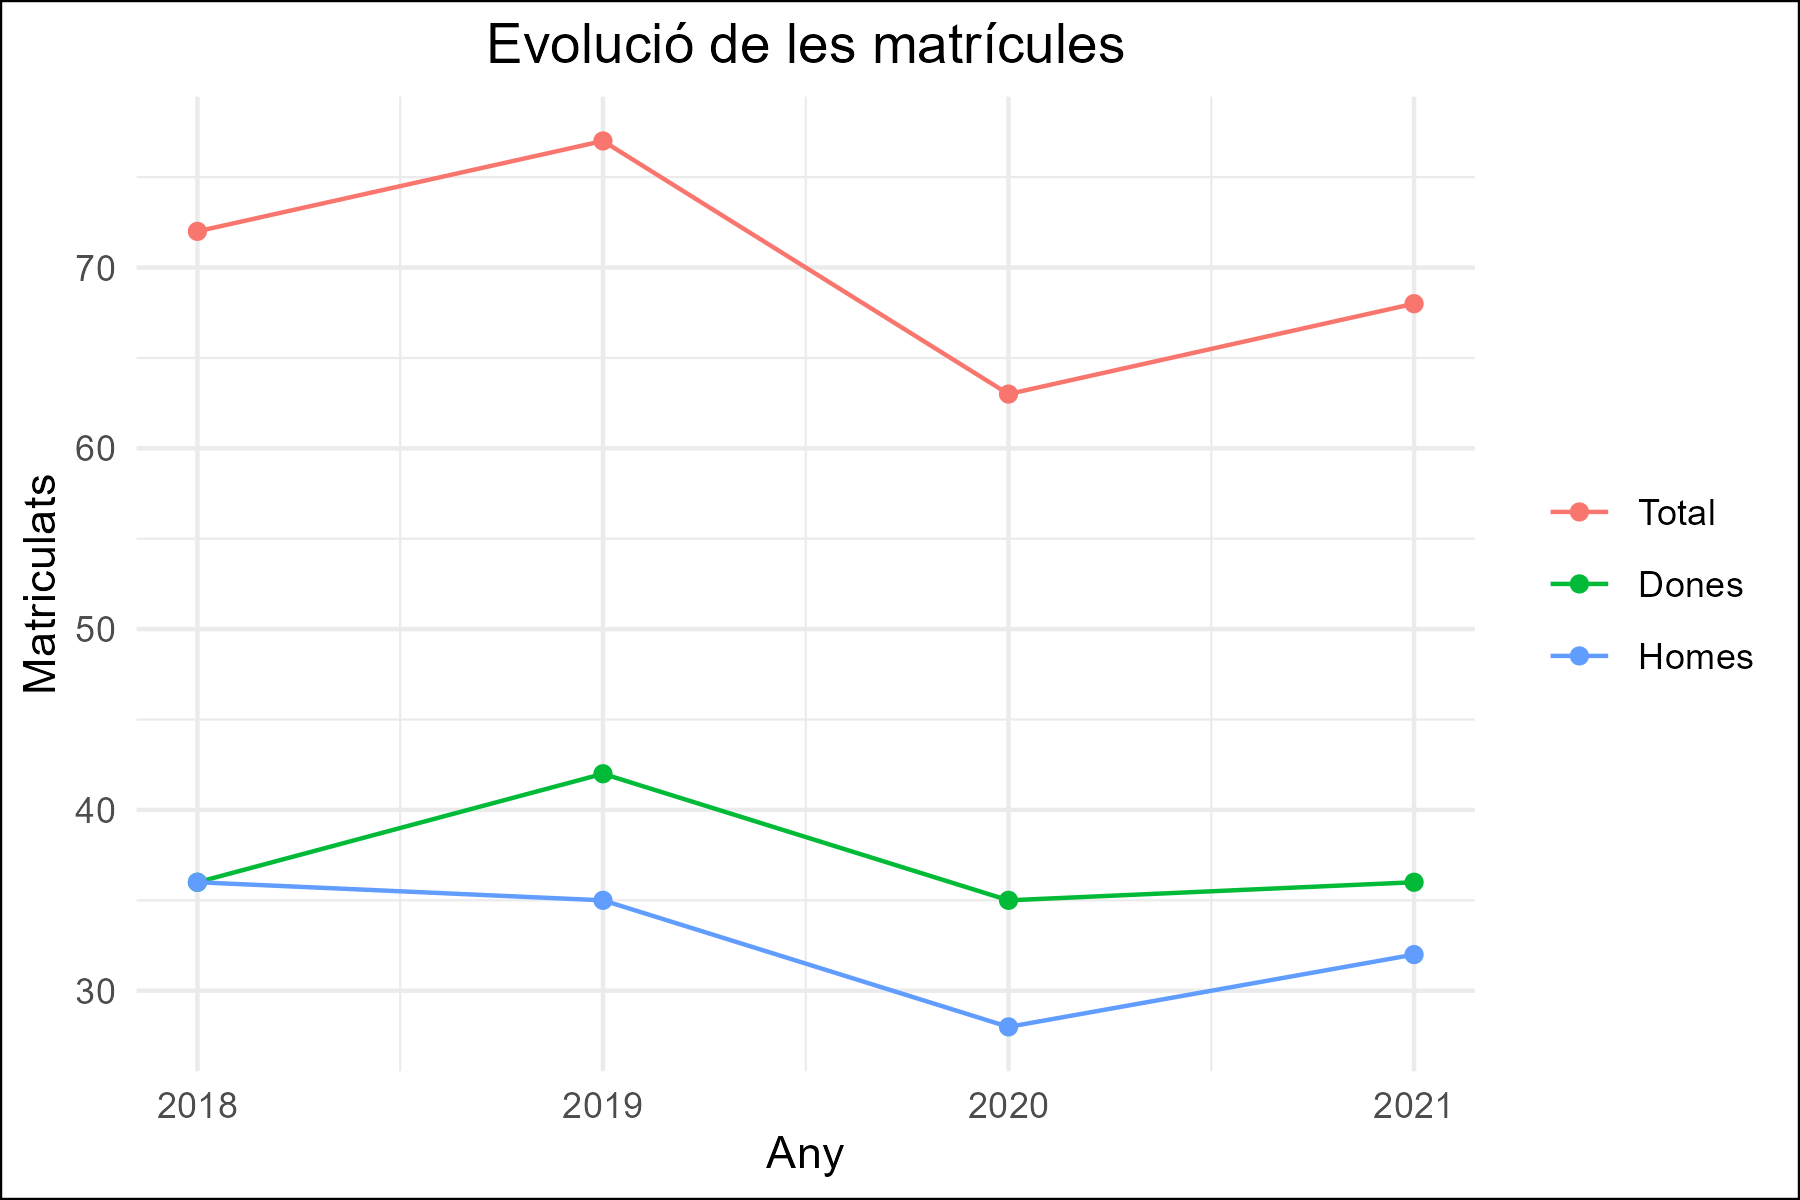 Evolució de les matrícules
Matriculats
70
60
50
40
30
2018 2019 2020 2021
Any
Total
Dones
Homes